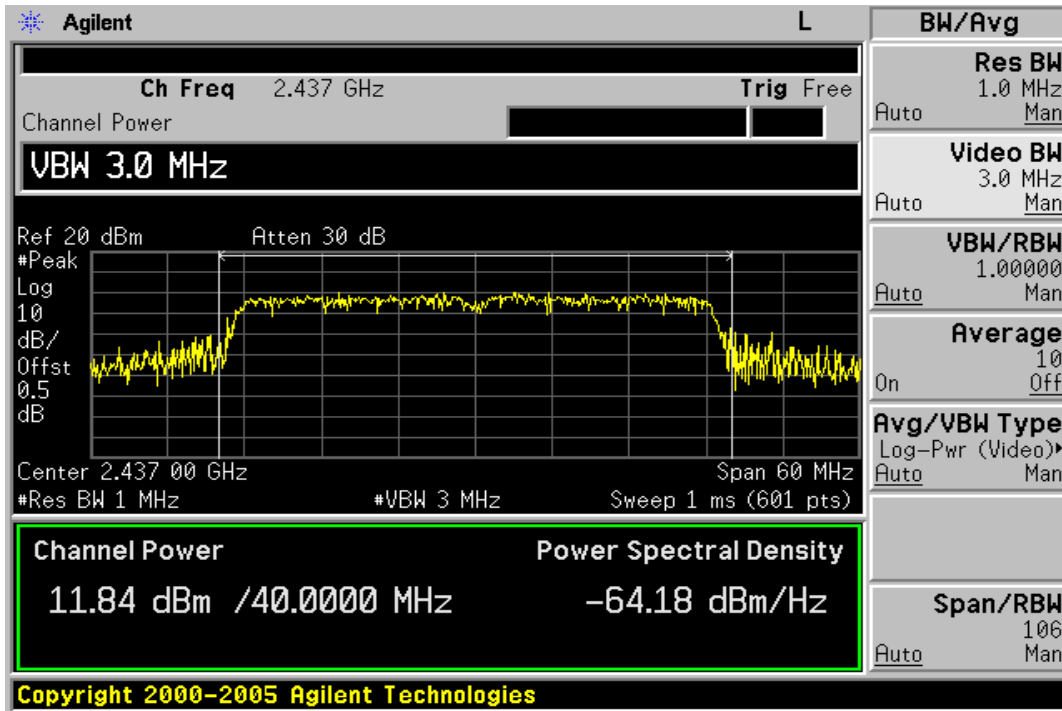 Agilent L
Ch Freq 2.437 GHz Trig Free
Channel Power
VBW 3.0 MHz
Ref 20 dBm Atten 30 dB
#Peak
Log
10
dB/
Offst
0.5
dB
Center 2.437 00 GHz Span 60 MHz
#Res BW 1 MHz #VBW 3 MHz Sweep 1 ms (601 pts)
Channel Power Power Spectral Density
11.84 dBm /40.0000 MHz -64.18 dBm/Hz
Copyright 2000-2005 Agilent Technologies
BW/Avg
Res BW
1.0 MHz
Auto Man
Video BW
3.0 MHz
Auto Man
VBW/RBW
1.00000
Auto Man
Average
10
On Off
Avg/VBW Type
Log-Pwr (Video)
Auto Man
Span/RBW
106
Auto Man